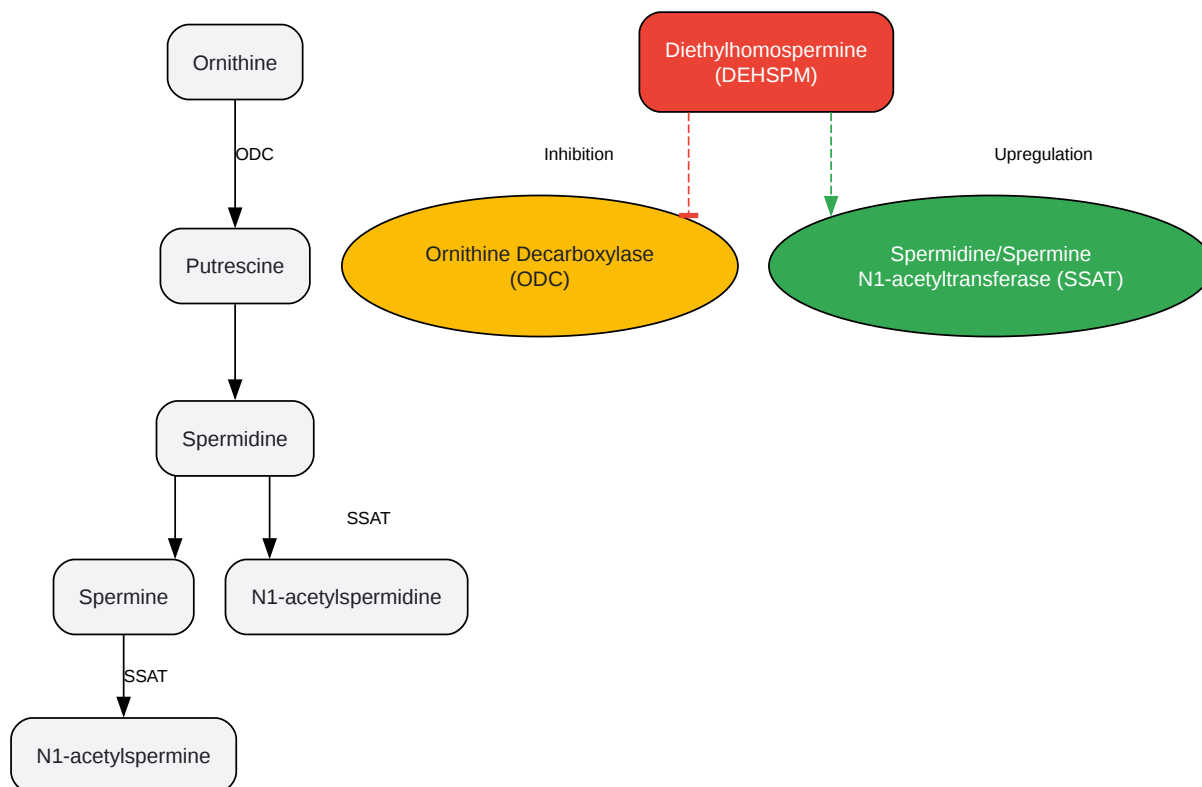 Ornithine
Diethylhomospermine
(DEHSPM)
ODC
Inhibition
Upregulation
Putrescine
Ornithine Decarboxylase
(ODC)
Spermidine/Spermine
N1-acetyltransferase (SSAT)
Spermidine
SSAT
Spermine
N1-acetylspermidine
SSAT
N1-acetylspermine